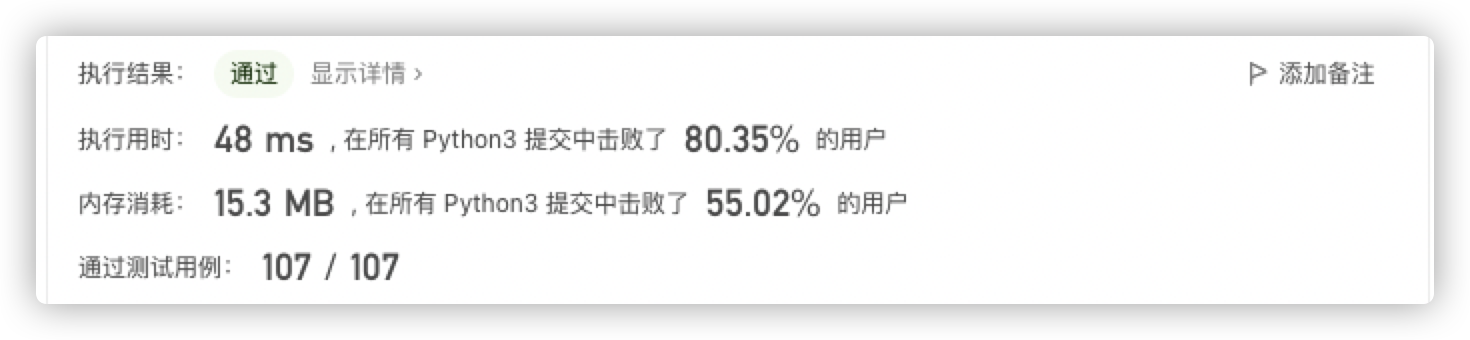 执行结果： 通过 显示详情 › 添加备注
执行用时： 48 ms , 在所有 Python3 提交中击败了 80.35% 的用户
内存消耗： 15.3 MB , 在所有 Python3 提交中击败了 55.02% 的用户
通过测试用例： 107 / 107